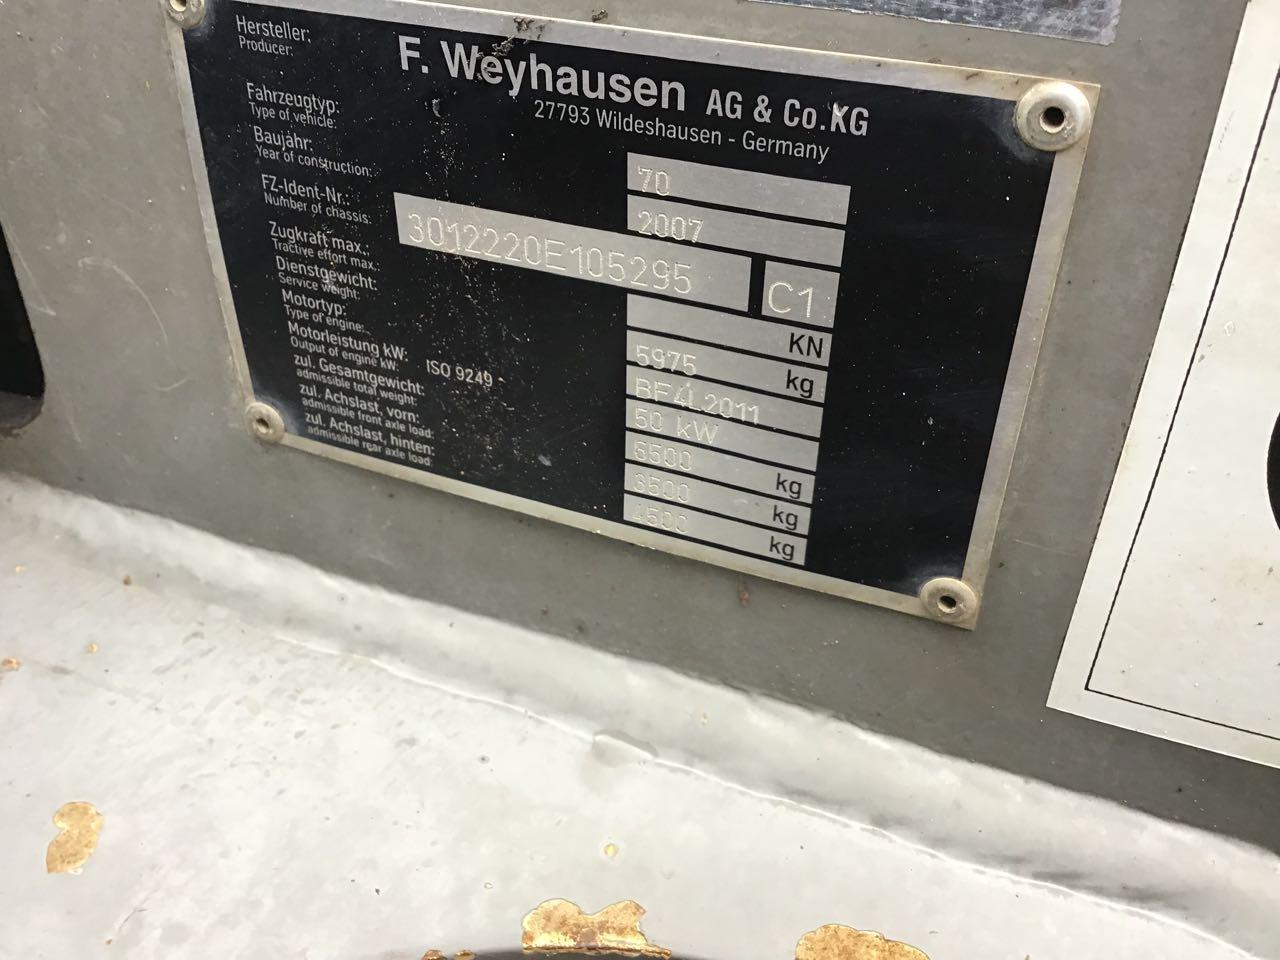 Hersteller:
Producer:
F. Weyhausen AG & Co.KG
27793 Wildeshausen - Germany
Fahrzeugtyp:
Type of vehicle:
70
Baujahr:
Year of construction:
2007
FZ-Ident-Nr.:
Number of chassis:
3012220E105295 C1
Zugkraft max.:
Tractive effort max.:
KN
Dienstgewicht:
Service weight:
5975 kg
Motortyp:
Type of engine:
BF4L2011
Motorleistung kW: ISO 9249
Output of engine kW:
50 kW
zul. Gesamtgewicht:
admissible total weight:
6500 kg
zul. Achslast, vorn:
admissible front axle load:
3500 kg
zul. Achslast, hinten:
admissible rear axle load:
4500 kg